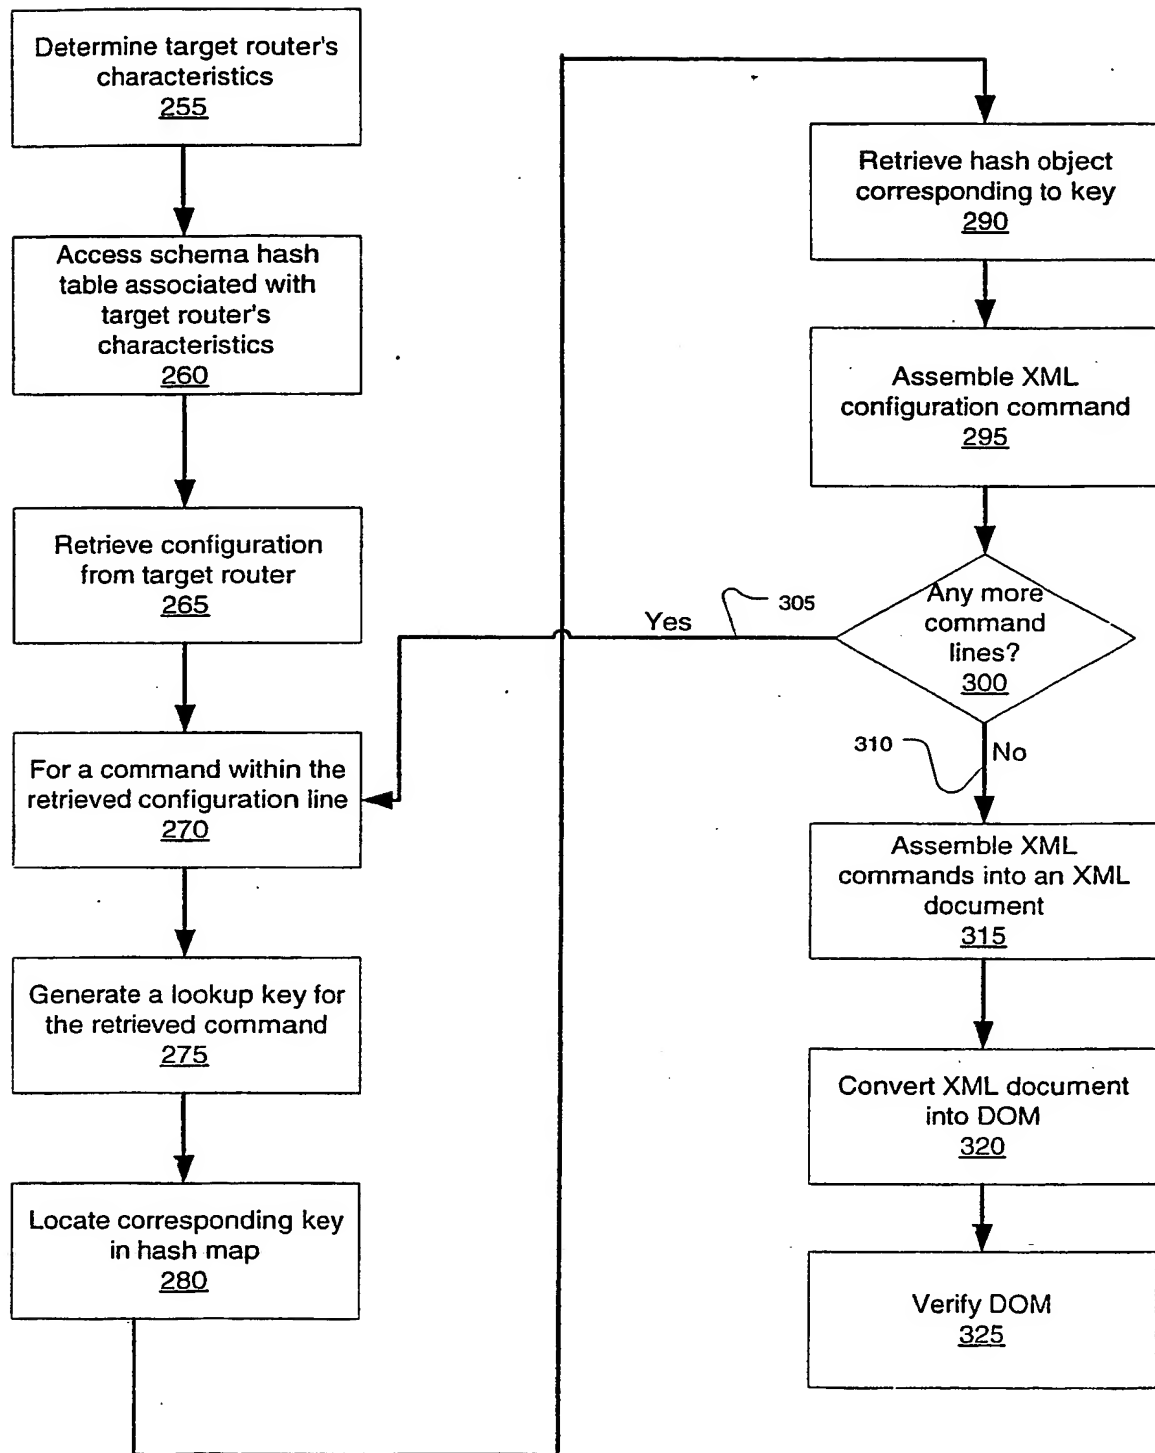 Determine target router's
characteristics
255
Access schema hash
table associated with
target router's
characteristics
260
Retrieve configuration
from target router
265
For a command within the
retrieved configuration line
270
Generate a lookup key for
the retrieved command
275
Locate corresponding key
in hash map
280
Retrieve hash object
corresponding to key
290
Assemble XML
configuration command
295
Any more
command
lines?
300
Yes
305
310
No
Assemble XML
commands into an XML
document
315
Convert XML document
into DOM
320
Verify DOM
325